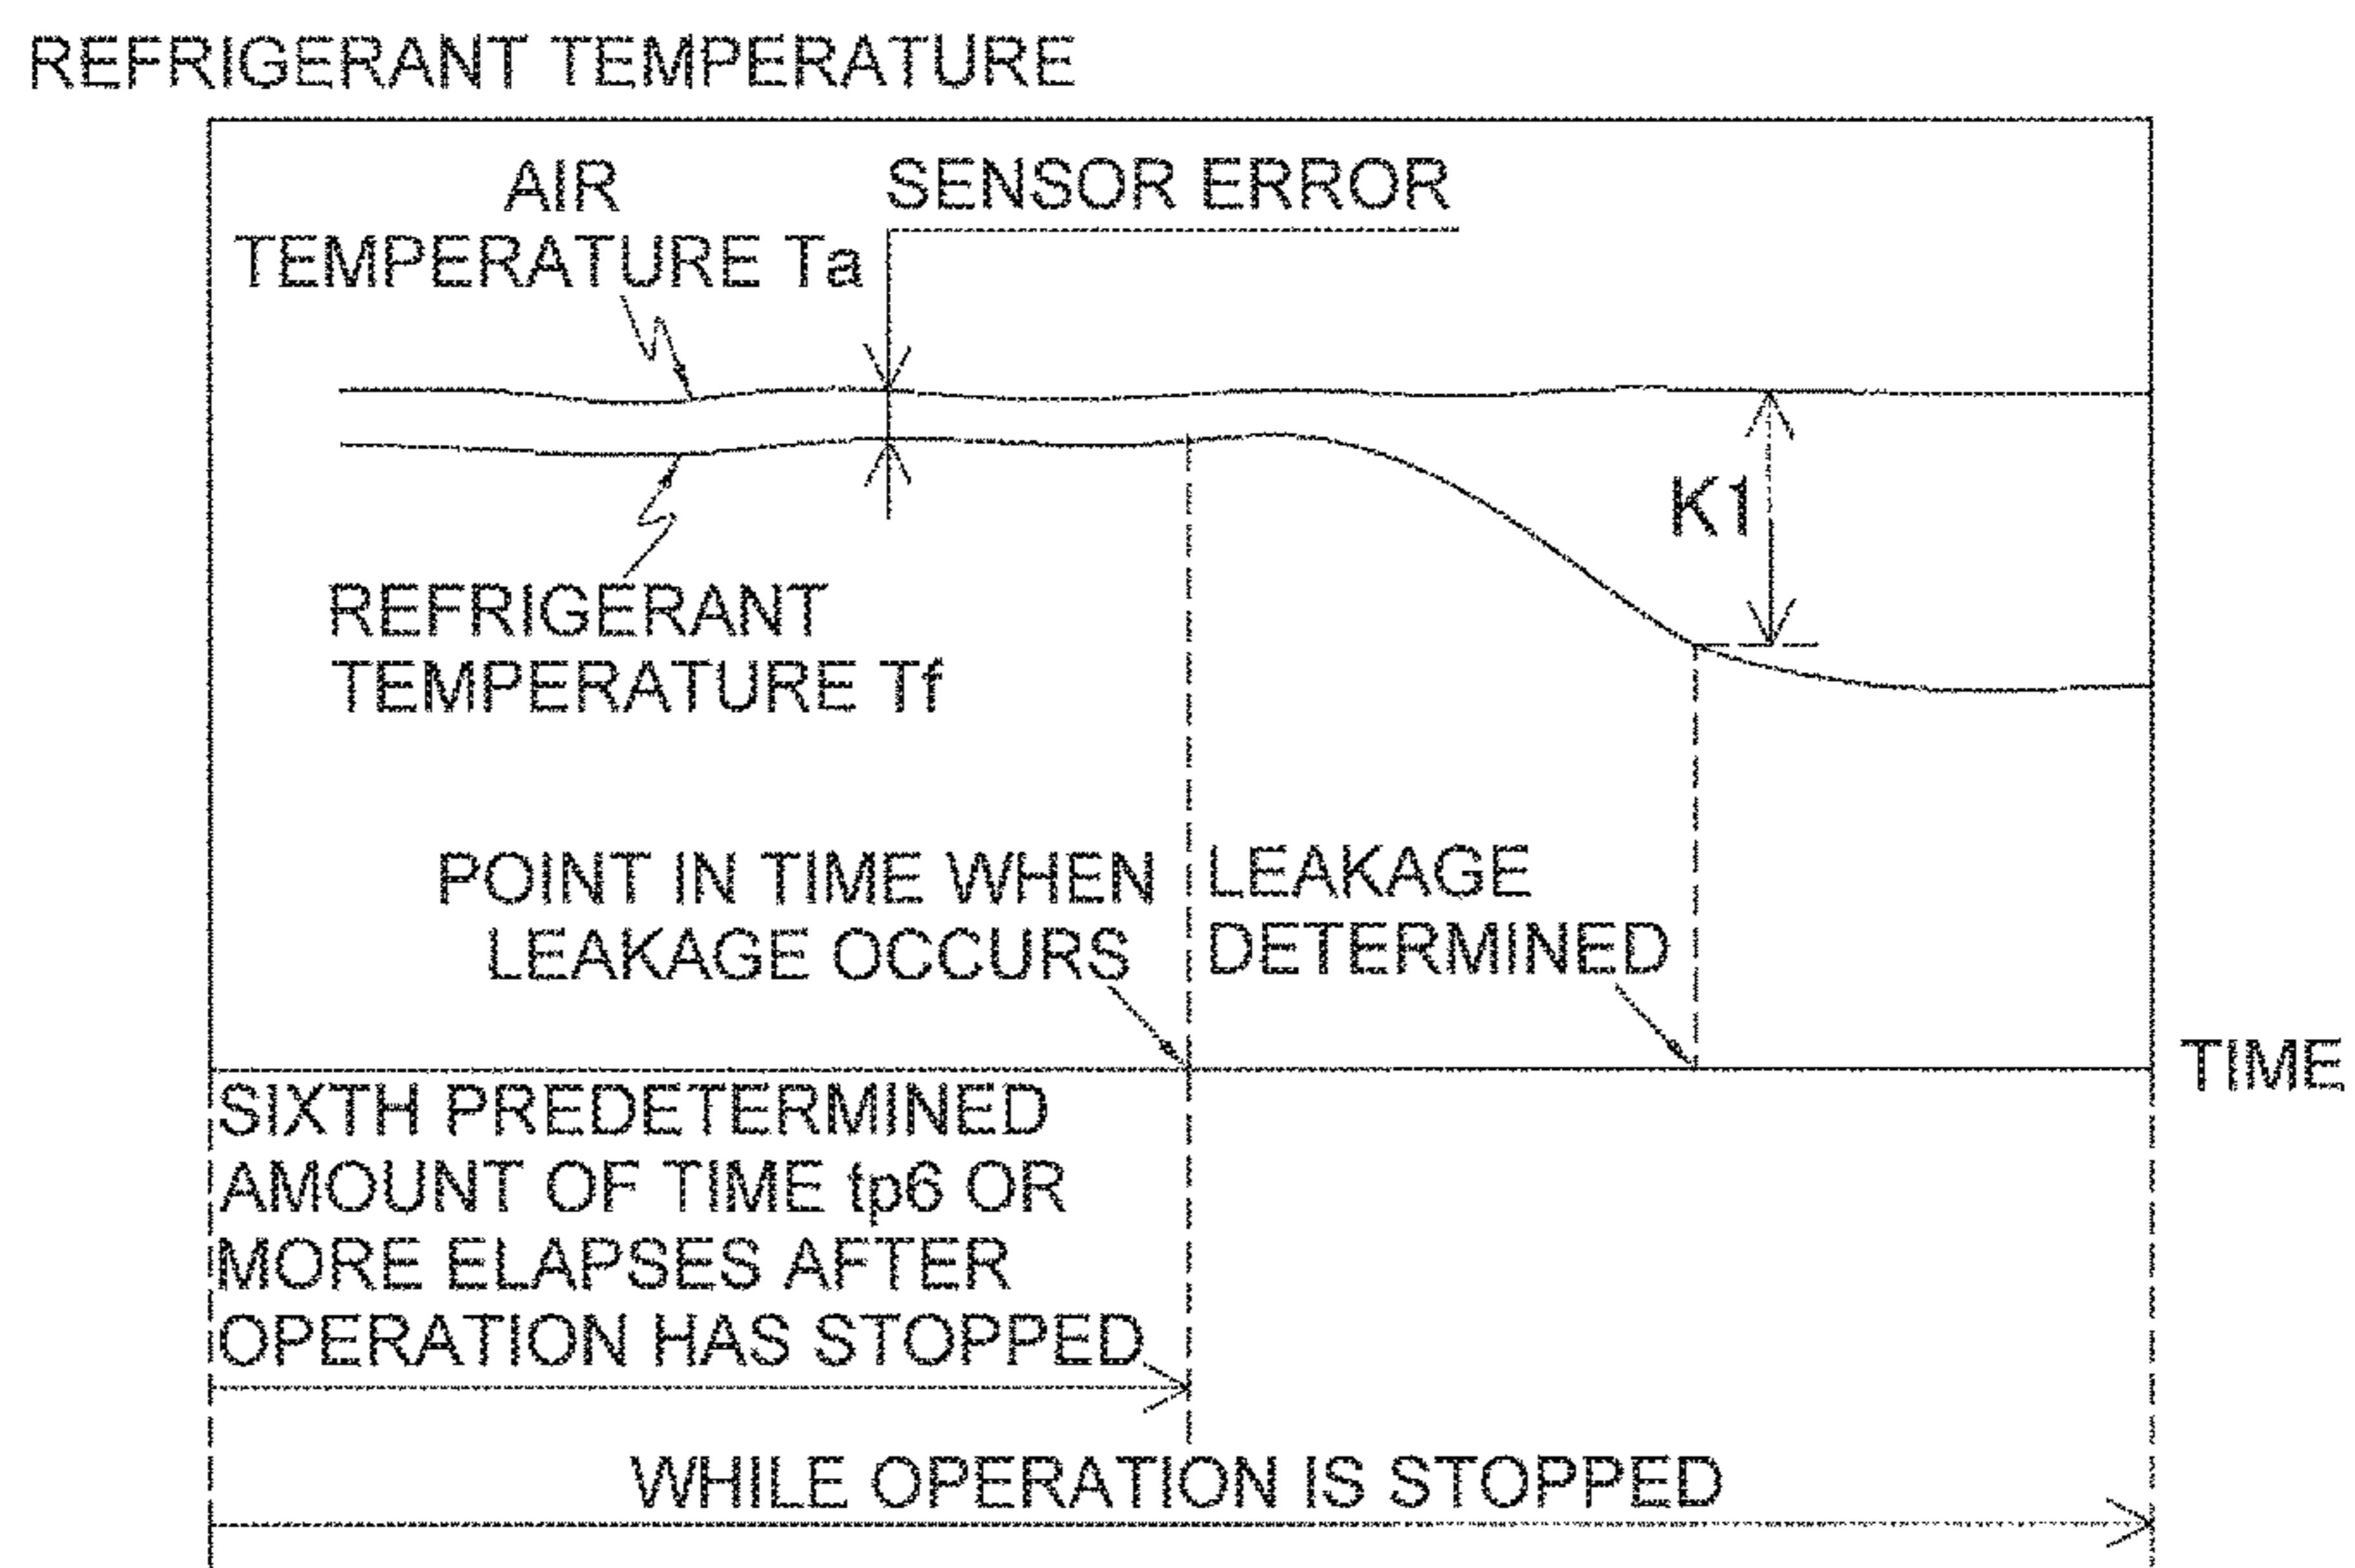 REFRIGERANT TEMPERATURE
AIR
TEMPERATURE Ta
SENSOR ERROR
K1
REFRIGERANT
TEMPERATURE Tf
POINT IN TIME WHEN
LEAKAGE OCCURS
LEAKAGE
DETERMINED
TIME
SIXTH PREDETERMINED
AMOUNT OF TIME tp6 OR
MORE ELAPSES AFTER
OPERATION HAS STOPPED
WHILE OPERATION IS STOPPED